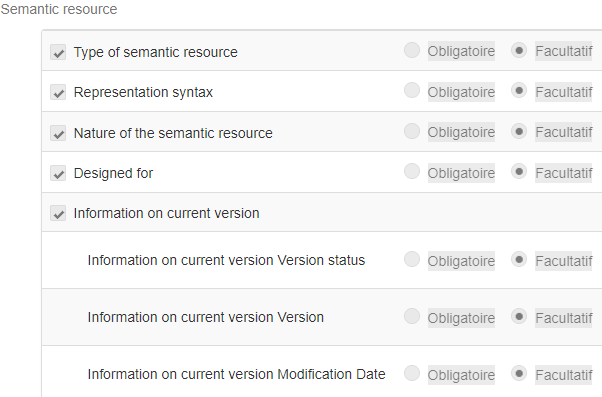 Semantic resource
Type of semantic resource Obligatoire Facultatif
Representation syntax Obligatoire Facultatif
Nature of the semantic resource Obligatoire Facultatif
Designed for Obligatoire Facultatif
Information on current version
Information on current version Version status Obligatoire Facultatif
Information on current version Version Obligatoire Facultatif
Information on current version Modification Date Obligatoire Facultatif